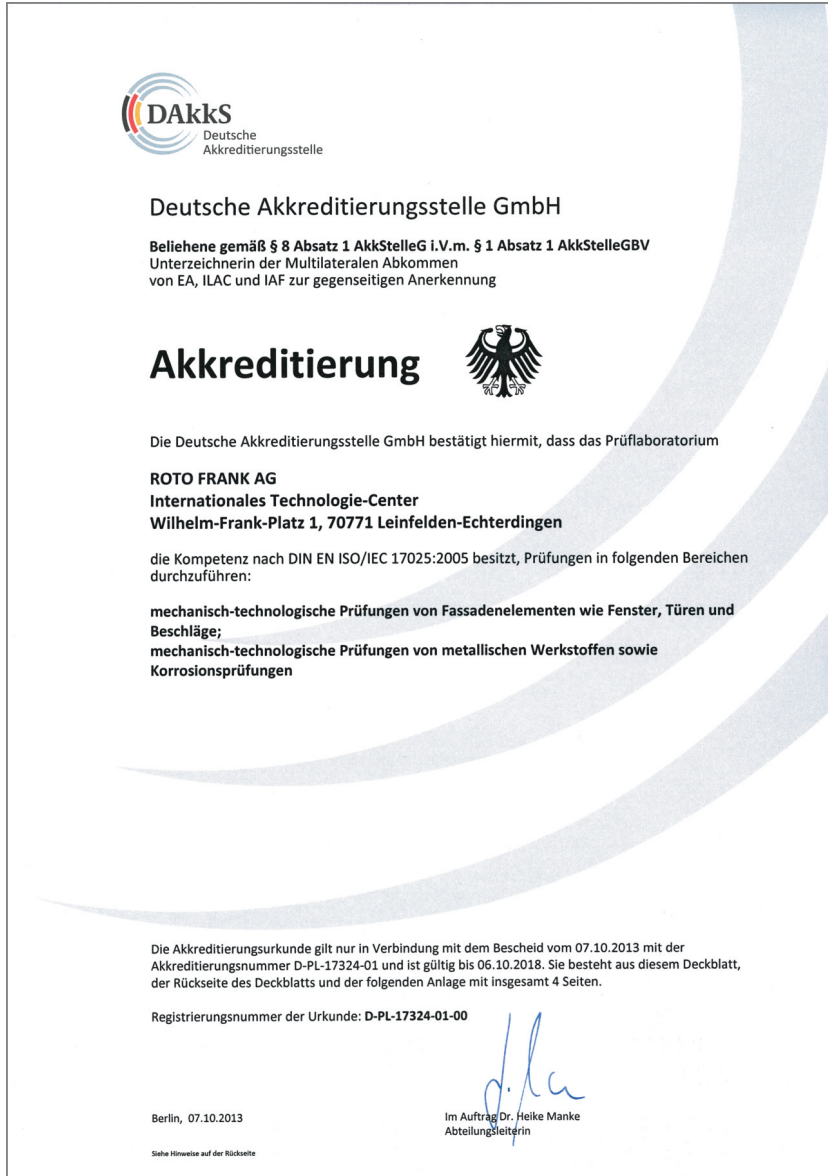 DAkkS
Deutsche
Akkreditierungsstelle
Deutsche Akkreditierungsstelle GmbH
Beliehene gemäß § 8 Absatz 1 AkkStelleG i.V.m. § 1 Absatz 1 AkkStelleGBV
Unterzeichnerin der Multilateralen Abkommen
von EA, ILAC und IAF zur gegenseitigen Anerkennung
Akkreditierung
Die Deutsche Akkreditierungsstelle GmbH bestätigt hiermit, dass das Prüflaboratorium
ROTO FRANK AG
Internationales Technologie-Center
Wilhelm-Frank-Platz 1, 70771 Leinfelden-Echterdingen
die Kompetenz nach DIN EN ISO/IEC 17025:2005 besitzt, Prüfungen in folgenden Bereichen
durchzuführen:
mechanisch-technologische Prüfungen von Fassadenelementen wie Fenster, Türen und
Beschläge;
mechanisch-technologische Prüfungen von metallischen Werkstoffen sowie
Korrosionsprüfungen
Die Akkreditierungsurkunde gilt nur in Verbindung mit dem Bescheid vom 07.10.2013 mit der
Akkreditierungsnummer D-PL-17324-01 und ist gültig bis 06.10.2018. Sie besteht aus diesem Deckblatt,
der Rückseite des Deckblatts und der folgenden Anlage mit insgesamt 4 Seiten.
Registrierungsnummer der Urkunde: D-PL-17324-01-00
Berlin, 07.10.2013
Im Auftrag Dr. Heike Manke
Abteilungsleiterin
Siehe Hinweise auf der Rückseite